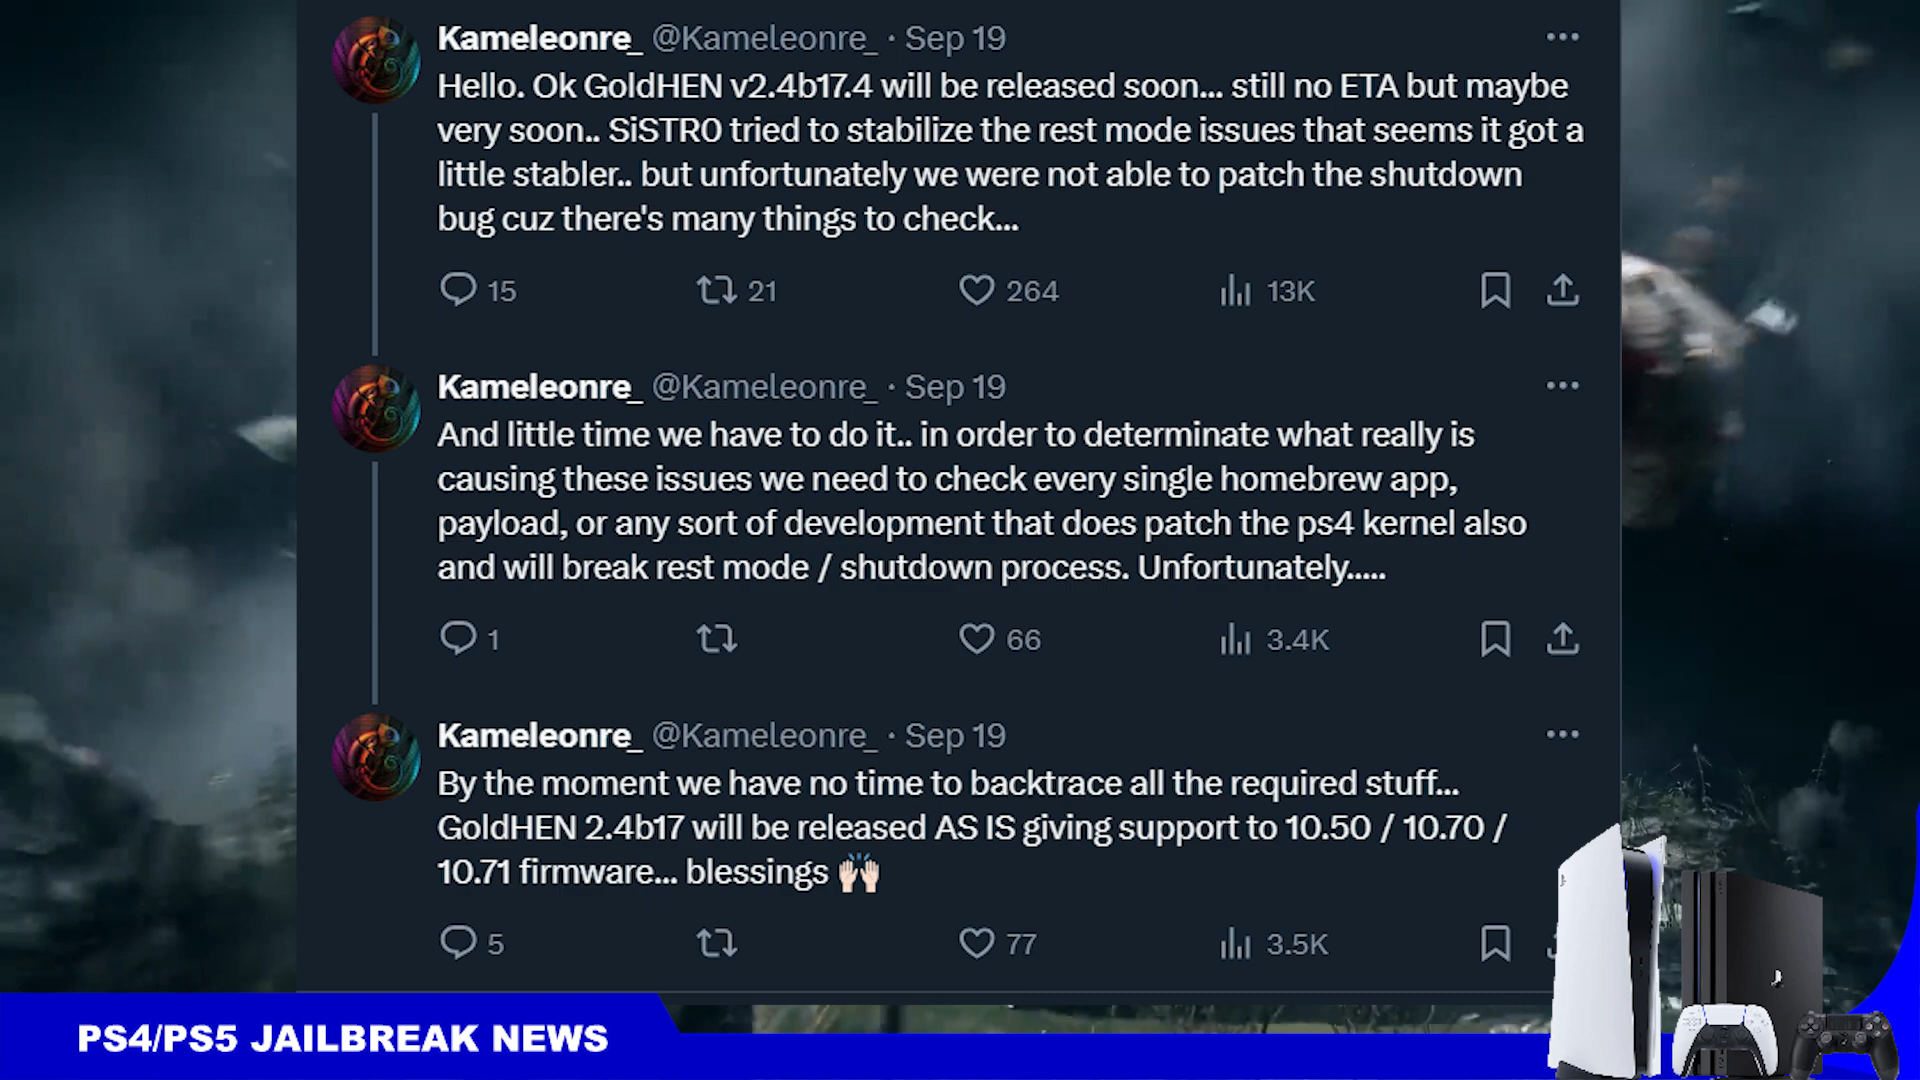 Kameleonre_ @Kameleonre_ · Sep 19
Hello. Ok GoldHEN v2.4b17.4 will be released soon... still no ETA but maybe
very soon.. SiSTRO tried to stabilize the rest mode issues that seems it got a
little stabler.. but unfortunately we were not able to patch the shutdown
bug cuz there's many things to check...
15 21 264 13K
Kameleonre_ @Kameleonre_ · Sep 19
And little time we have to do it.. in order to determinate what really is
causing these issues we need to check every single homebrew app,
payload, or any sort of development that does patch the ps4 kernel also
and will break rest mode / shutdown process. Unfortunately.....
1 66 3.4K
Kameleonre_ @Kameleonre_ · Sep 19
By the moment we have no time to backtrace all the required stuff...
GoldHEN 2.4b17 will be released AS IS giving support to 10.50 / 10.70 /
10.71 firmware... blessings 🙌🏻
5 77 3.5K
PS4/PS5 JAILBREAK NEWS